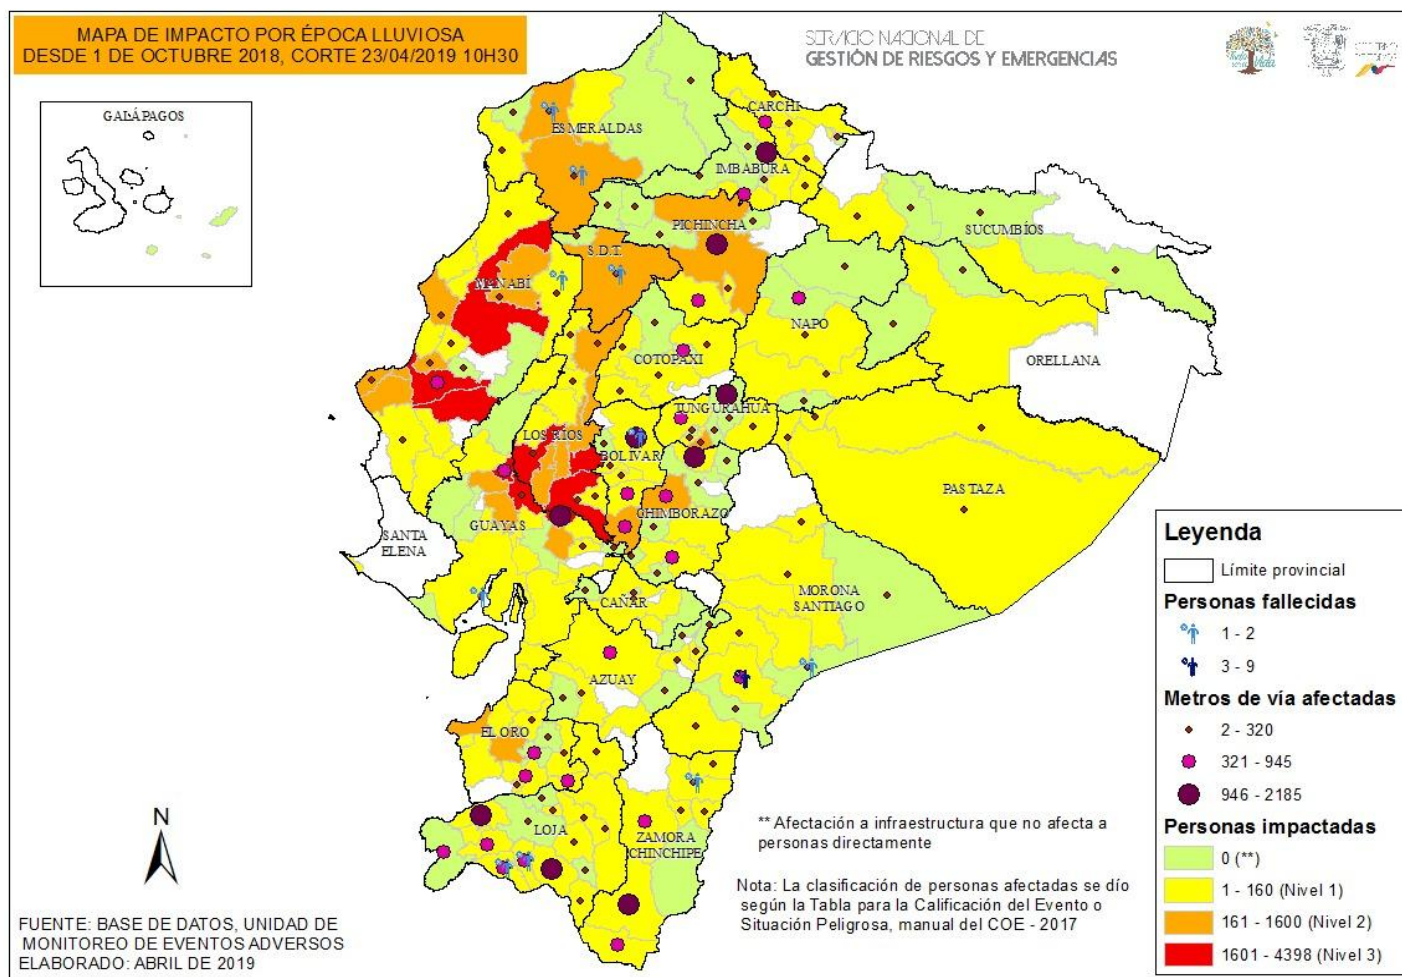 MAPA DE IMPACTO POR ÉPOCA LLUVIOSA
DESDE 1 DE OCTUBRE 2018, CORTE 23/04/2019 10H30
SERVICIO NACIONAL DE
GESTIÓN DE RIESGOS Y EMERGENCIAS
GALÁPAGOS
ESMERALDAS
CARCHI
IMBABURA
PICHINCHA
SUCUMBÍOS
S.D.T.
MANABÍ
NAPO
ORELLANA
COTOPAXI
TUNGURAHUA
LOS RÍOS
BOLIVAR
PASTAZA
CHIMBORAZO
GUAYAS
SANTA
ELENA
MORONA
SANTIAGO
CAÑAR
AZUAY
EL ORO
LOJA
ZAMORA
CHINCHIPE
N
Leyenda
Límite provincial
Personas fallecidas
1 - 2
3 - 9
Metros de vía afectadas
2 - 320
321 - 945
946 - 2185
Personas impactadas
0 (**)
1 - 160 (Nivel 1)
161 - 1600 (Nivel 2)
1601 - 4398 (Nivel 3)
** Afectación a infraestructura que no afecta a
personas directamente
Nota: La clasificación de personas afectadas se dío
según la Tabla para la Calificación del Evento o
Situación Peligrosa, manual del COE - 2017
FUENTE: BASE DE DATOS, UNIDAD DE
MONITOREO DE EVENTOS ADVERSOS
ELABORADO: ABRIL DE 2019